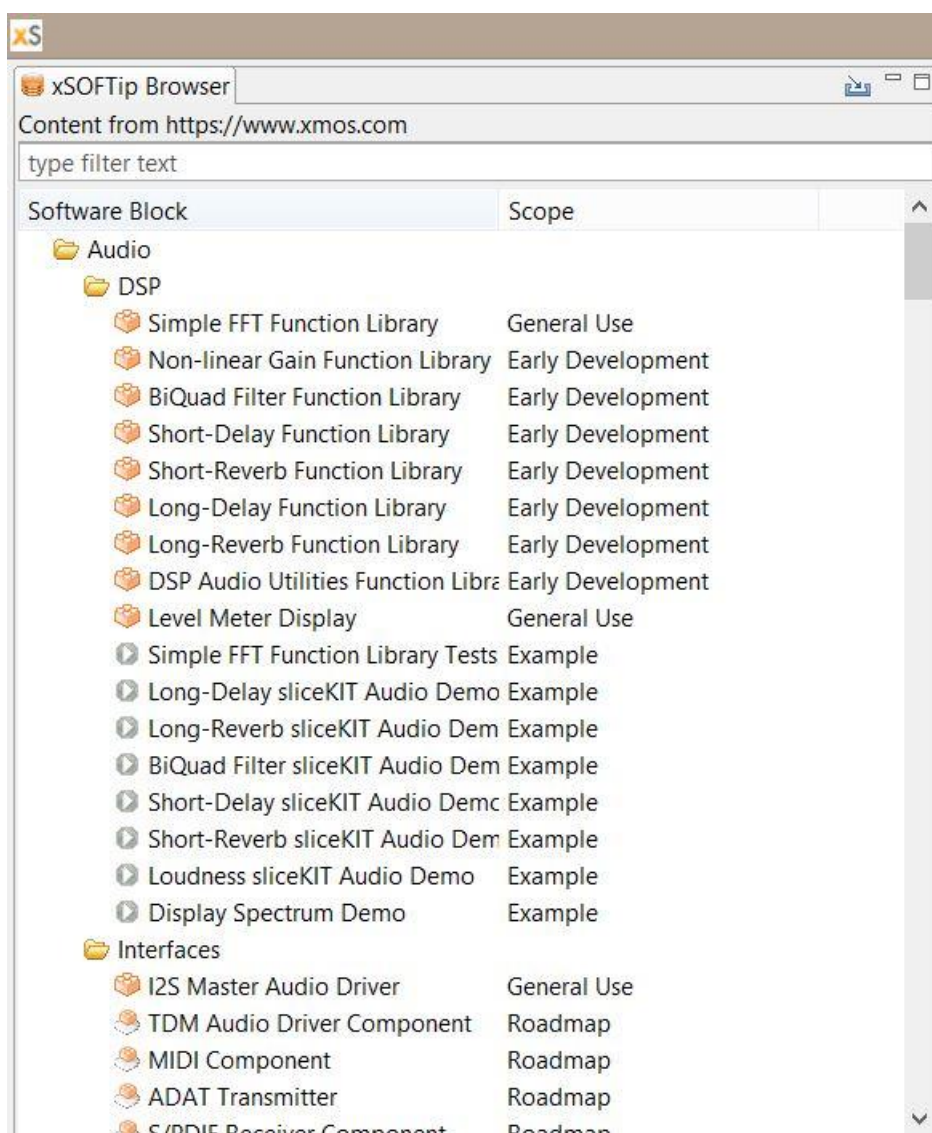 xS
xSOFTip Browser
Content from https://www.xmos.com
type filter text
Software Block Scope
Audio
DSP
Simple FFT Function Library General Use
Non-linear Gain Function Library Early Development
BiQuad Filter Function Library Early Development
Short-Delay Function Library Early Development
Short-Reverb Function Library Early Development
Long-Delay Function Library Early Development
Long-Reverb Function Library Early Development
DSP Audio Utilities Function Libra Early Development
Level Meter Display General Use
Simple FFT Function Library Tests Example
Long-Delay sliceKIT Audio Demo Example
Long-Reverb sliceKIT Audio Dem Example
BiQuad Filter sliceKIT Audio Dem Example
Short-Delay sliceKIT Audio Demo Example
Short-Reverb sliceKIT Audio Dem Example
Loudness sliceKIT Audio Demo Example
Display Spectrum Demo Example
Interfaces
I2S Master Audio Driver General Use
TDM Audio Driver Component Roadmap
MIDI Component Roadmap
ADAT Transmitter Roadmap
S/PDIF Receiver Component Roadmap